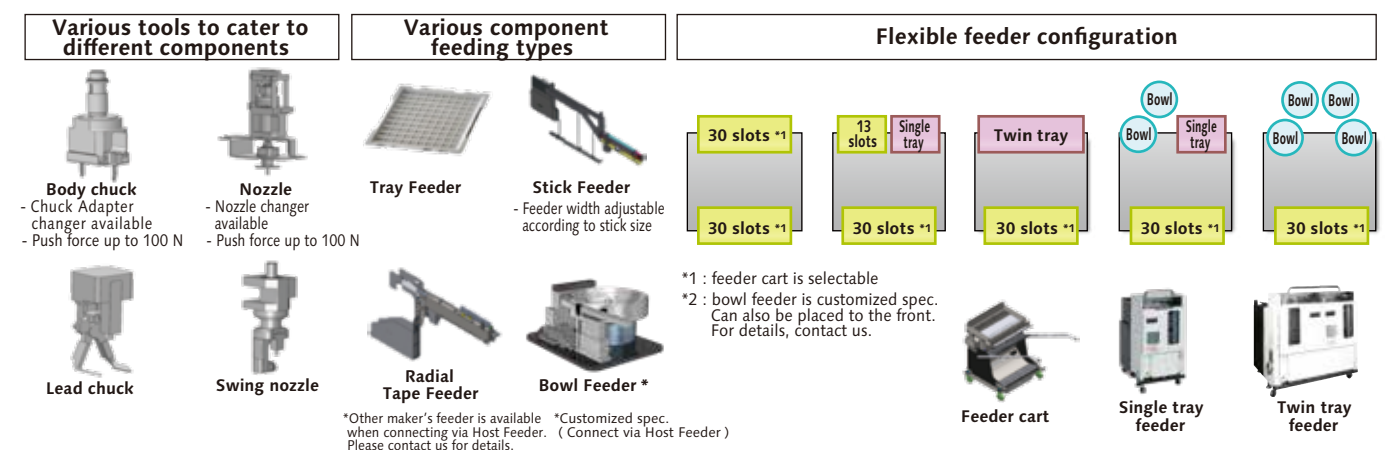 Various tools to cater to
different components
Various component
feeding types
Flexible feeder configuration
Body chuck
- Chuck Adapter
changer available
- Push force up to 100 N
Nozzle
- Nozzle changer
available
- Push force up to 100 N
Lead chuck
Swing nozzle
Tray Feeder
Stick Feeder
- Feeder width adjustable
according to stick size
Radial
Tape Feeder
*Other maker's feeder is available
when connecting via Host Feeder.
Please contact us for details.
Bowl Feeder *
*Customized spec.
( Connect via Host Feeder )
30 slots *1
30 slots *1
13
slots
Single
tray
30 slots *1
Twin tray
30 slots *1
Bowl
Bowl
Single
tray
30 slots *1
Bowl
Bowl
Bowl
Bowl
30 slots *1
*1 : feeder cart is selectable
*2 : bowl feeder is customized spec.
Can also be placed to the front.
For details, contact us.
Feeder cart
Single tray
feeder
Twin tray
feeder